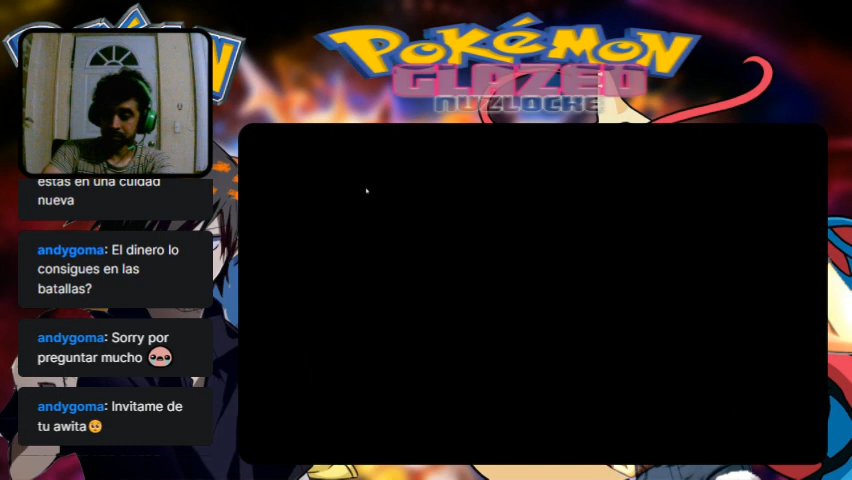 POKÉMON
GLAZED
NUZLOCKE
estas en una cuidad
nueva
andygoma: El dinero lo
consigues en las
batallas?
andygoma: Sorry por
preguntar mucho
andygoma: Invitame de
tu awita